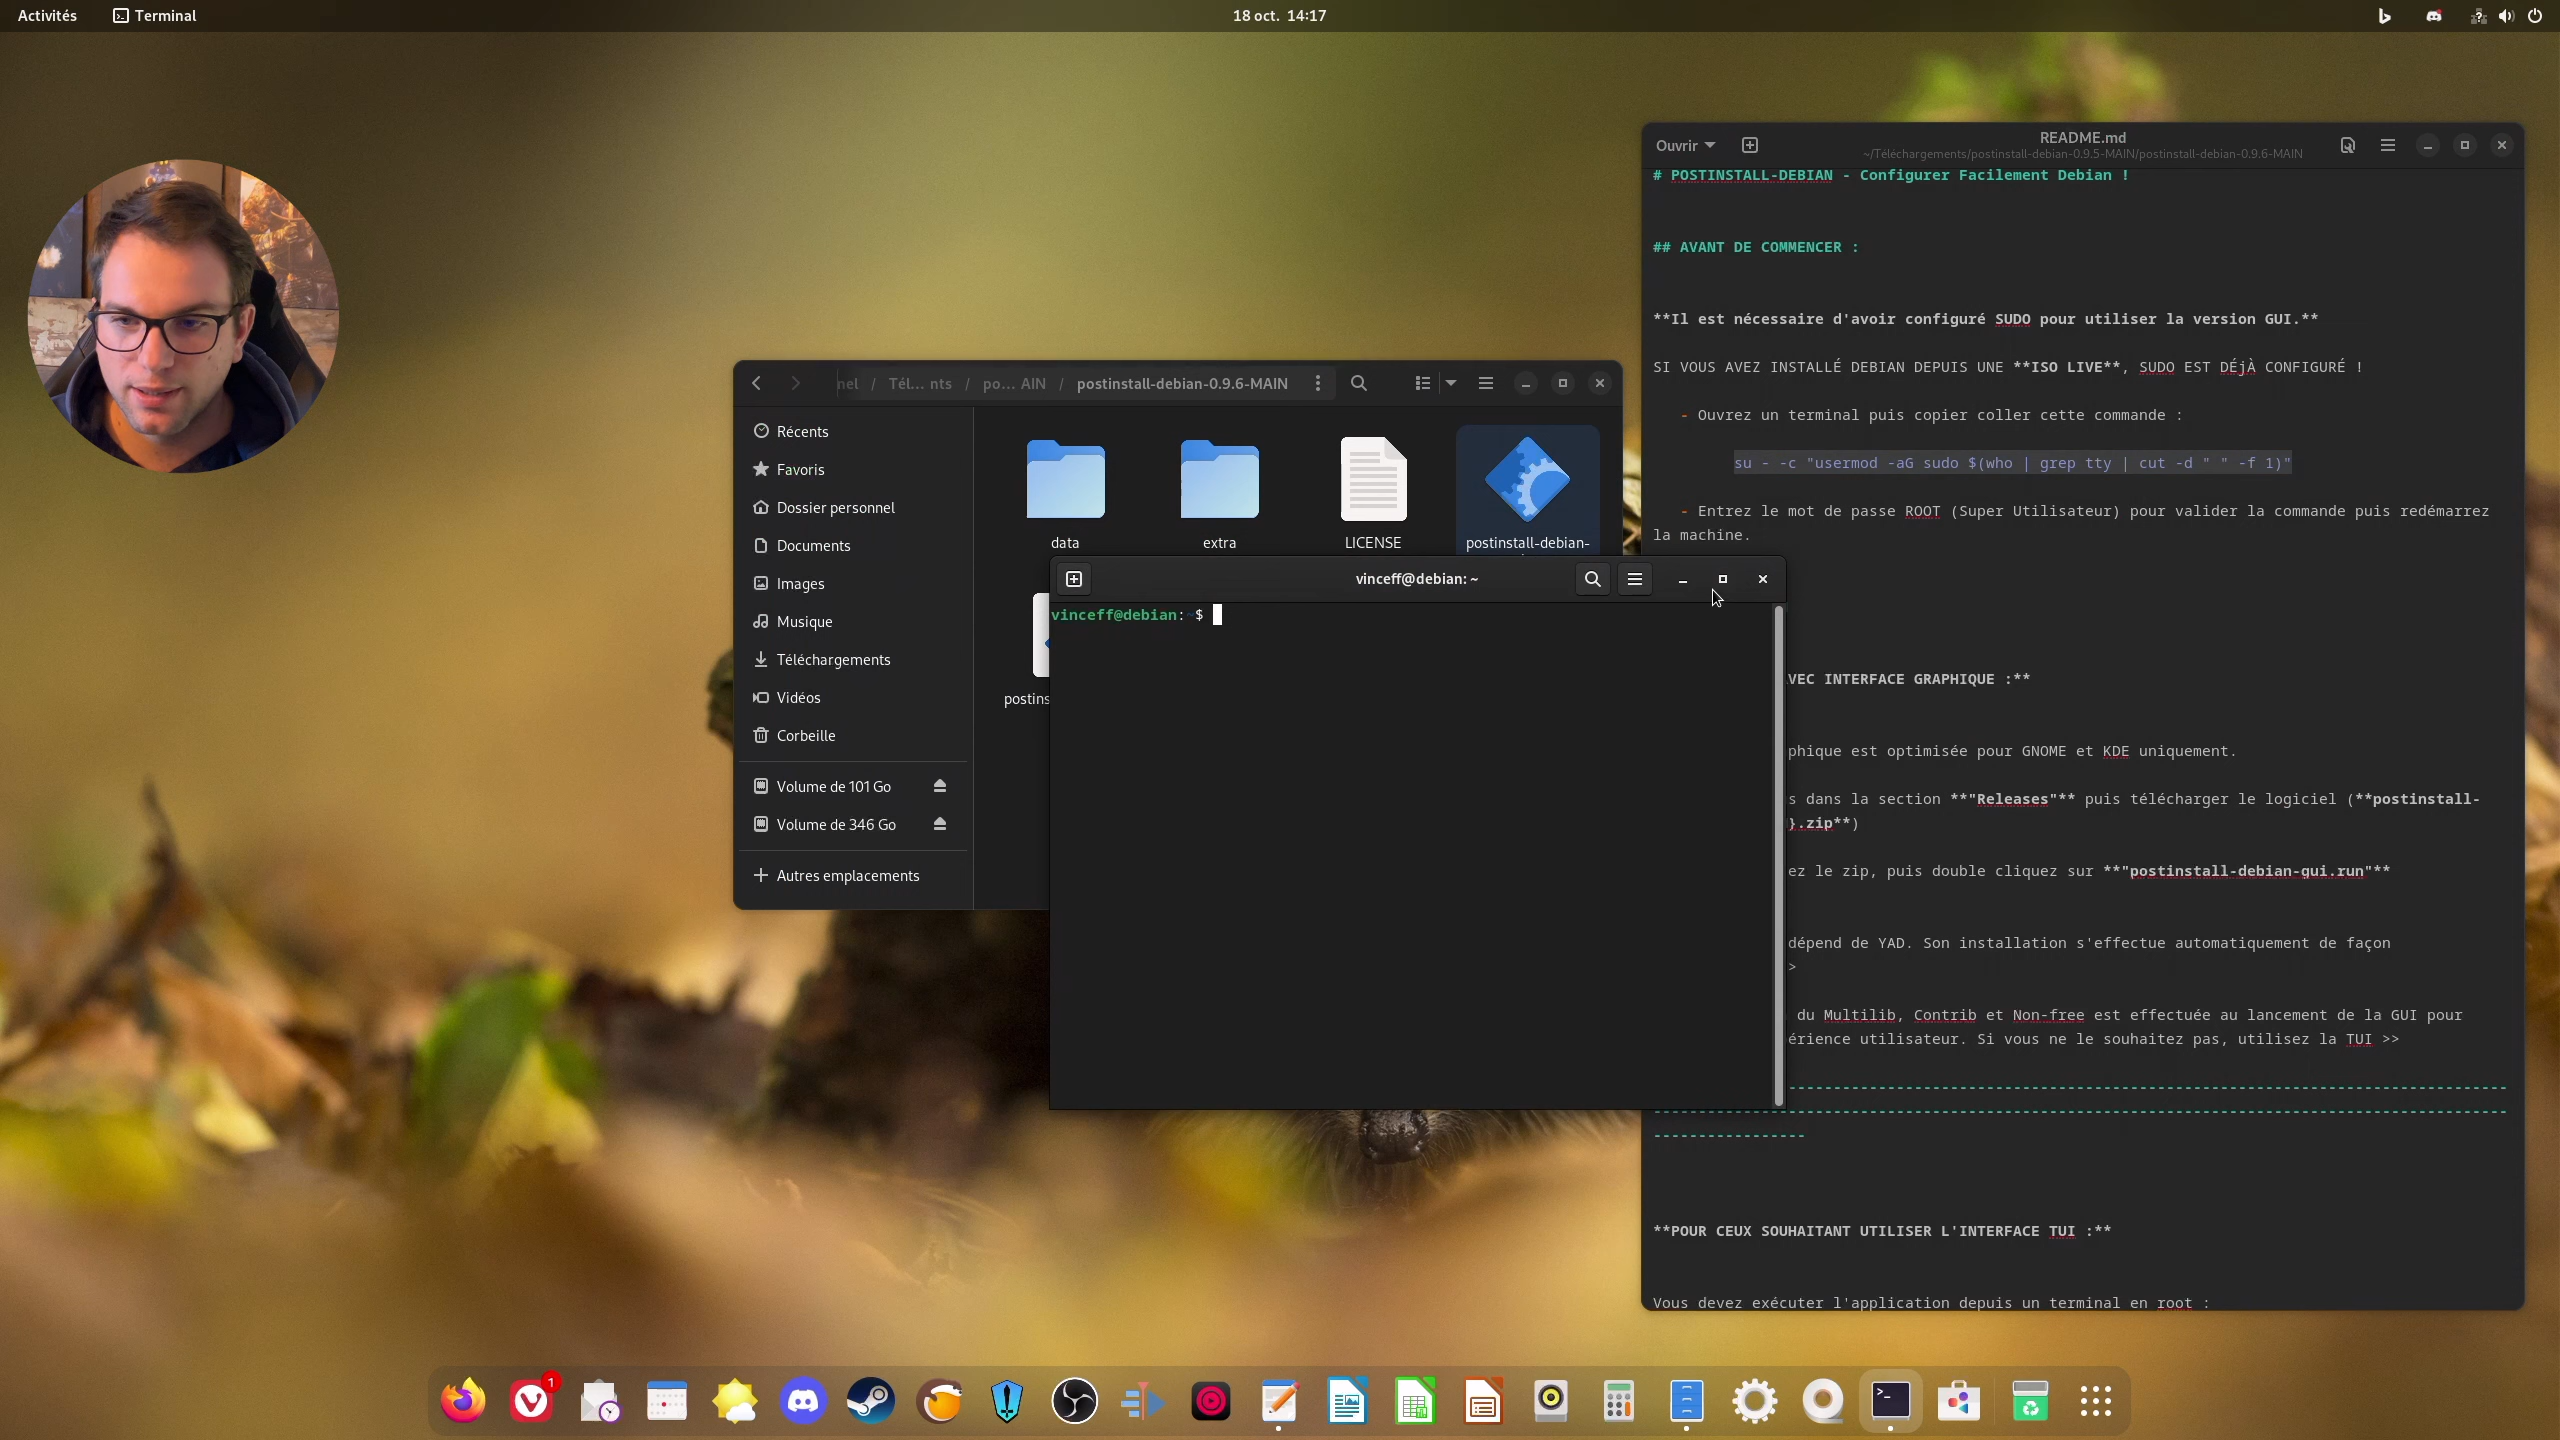 Activités
Terminal
18 oct. 14:17
README.md
Ouvrir
~/Téléchargements/postinstall-debian-0.9.5-MAIN/postinstall-debian-0.9.6-MAIN
# POSTINSTALL-DEBIAN - Configurer Facilement Debian !
## AVANT DE COMMENCER :
**Il est nécessaire d'avoir configuré SUDO pour utiliser la version GUI.**
SI VOUS AVEZ INSTALLÉ DEBIAN DEPUIS UNE **ISO LIVE**, SUDO EST DÉjÀ CONFIGURÉ !
- Ouvrez un terminal puis copier coller cette commande :
su - -c "usermod -aG sudo $(who | grep tty | cut -d " " -f 1)"
- Entrez le mot de passe ROOT (Super Utilisateur) pour valider la commande puis redémarrez
la machine.
VEC INTERFACE GRAPHIQUE :**
phique est optimisée pour GNOME et KDE uniquement.
s dans la section **"Releases"** puis télécharger le logiciel (**postinstall-
}.zip**)
ez le zip, puis double cliquez sur **"postinstall-debian-gui.run"**
dépend de YAD. Son installation s'effectue automatiquement de façon
>
du Multilib, Contrib et Non-free est effectuée au lancement de la GUI pour
érience utilisateur. Si vous ne le souhaitez pas, utilisez la TUI >>
--------------------------------------------------------------------------------
-----------------------------------------------------------------------------------------------
-----------------
**POUR CEUX SOUHAITANT UTILISER L'INTERFACE TUI :**
Vous devez exécuter l'application depuis un terminal en root :
nel / Tél... nts / po... AIN / postinstall-debian-0.9.6-MAIN
Récents
Favoris
Dossier personnel
Documents
Images
Musique
Téléchargements
Vidéos
Corbeille
Volume de 101 Go
Volume de 346 Go
Autres emplacements
data
extra
LICENSE
postinstall-debian-
postins
vinceff@debian: ~
vinceff@debian:~$
1